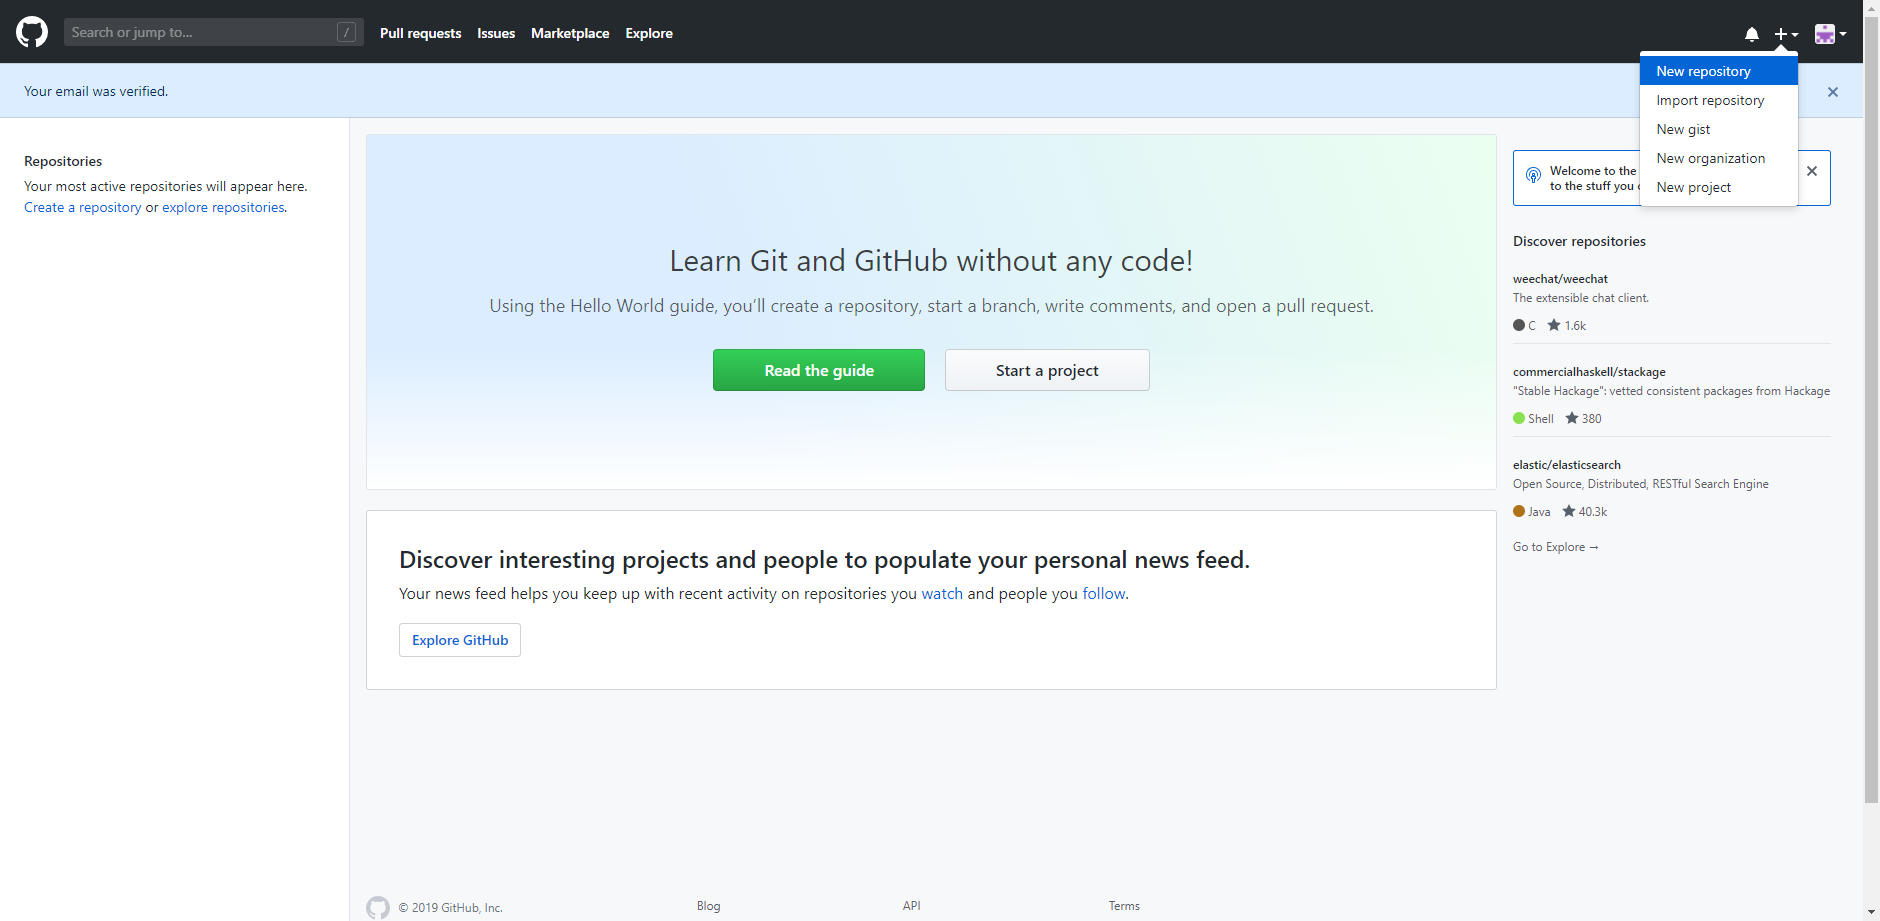 Search or jump to...
/
Pull requests
Issues
Marketplace
Explore
New repository
Import repository
New gist
New organization
New project
Your email was verified.
Repositories
Your most active repositories will appear here.
Create a repository or explore repositories.
Learn Git and GitHub without any code!
Using the Hello World guide, you’ll create a repository, start a branch, write comments, and open a pull request.
Read the guide
Start a project
Discover interesting projects and people to populate your personal news feed.
Your news feed helps you keep up with recent activity on repositories you watch and people you follow.
Explore GitHub
Welcome to the
to the stuff you
Discover repositories
weechat/weechat
The extensible chat client.
C 1.6k
commercialhaskell/stackage
"Stable Hackage": vetted consistent packages from Hackage
Shell 380
elastic/elasticsearch
Open Source, Distributed, RESTful Search Engine
Java 40.3k
Go to Explore →
© 2019 GitHub, Inc.
Blog
API
Terms